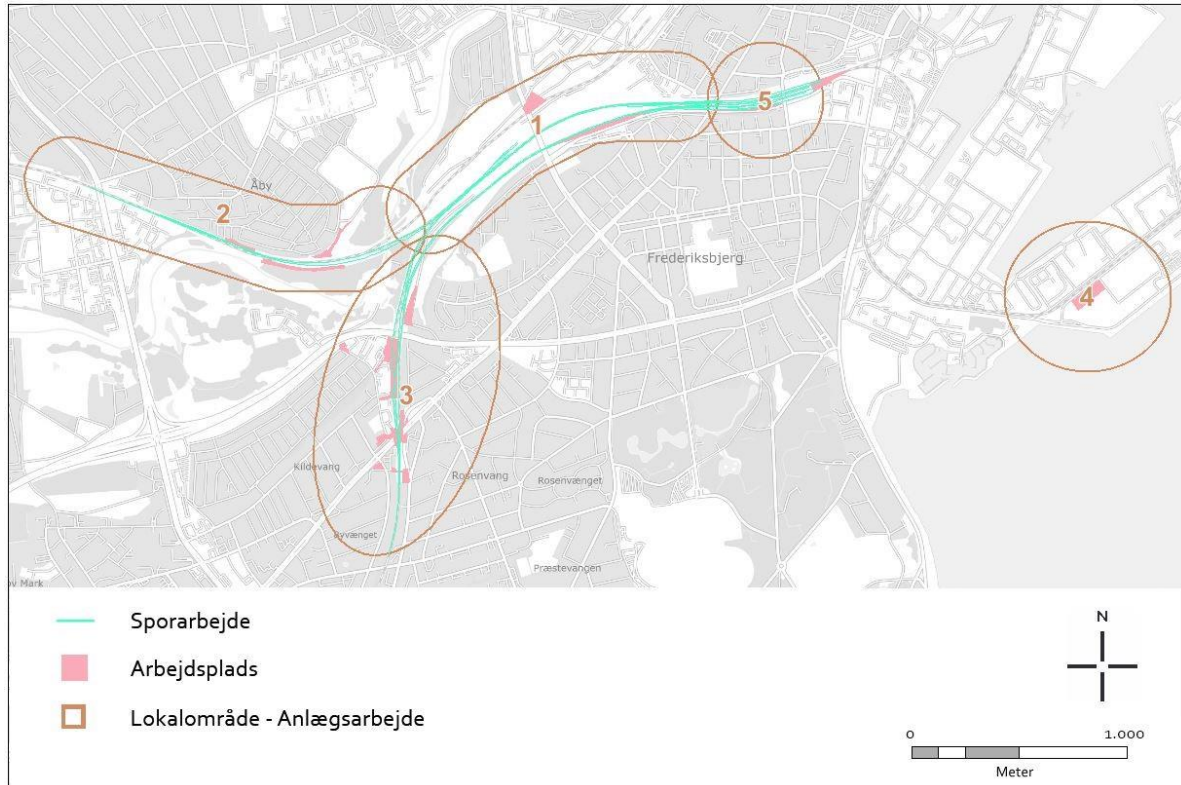 1
5
Åby
2
Frederiksbjerg
4
3
Kildevang
Rosenvang
Rosenvænget
Præstevangen
Sporarbejde
Arbejdsplads
Lokalområde - Anlægsarbejde
N
0 1.000
Meter